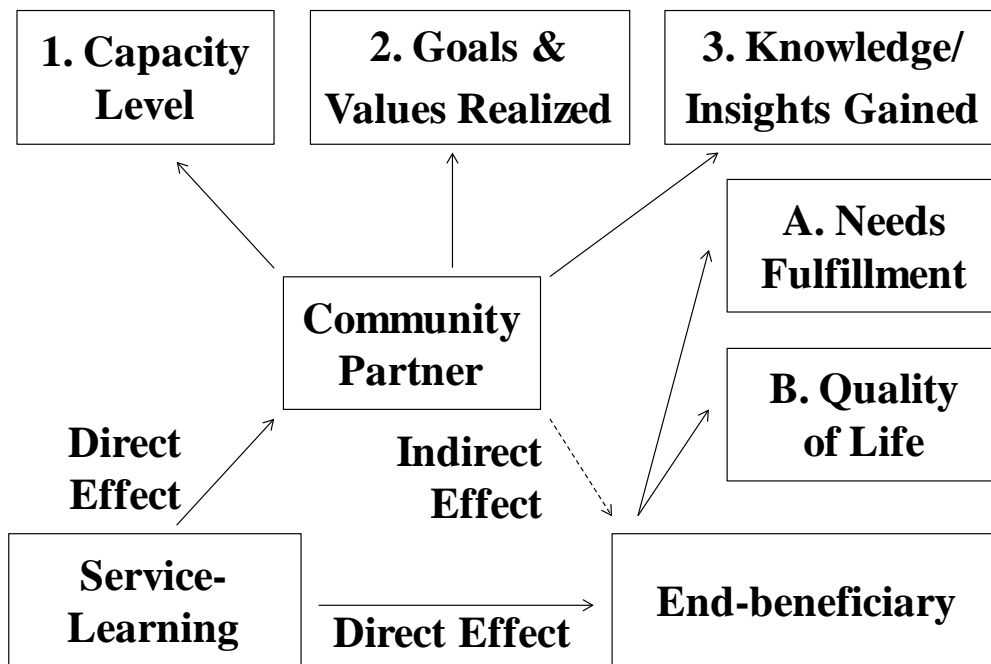 1. Capacity
Level
2. Goals &
Values Realized
3. Knowledge/
Insights Gained
A. Needs
Fulfillment
Community
Partner
B. Quality
of Life
Direct
Effect
Indirect
Effect
Service-
Learning
Direct Effect
End-beneficiary